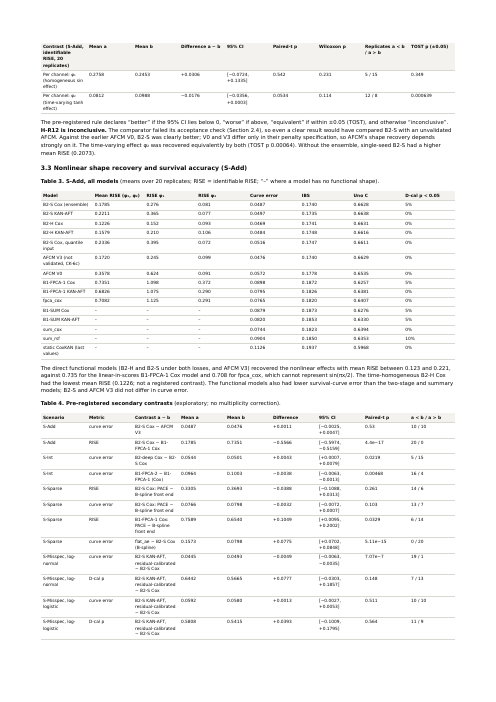 Contrast (S-Add, identifiable RISE, 20 replicates) Mean a Mean b Difference a − b 95% CI Paired-t p Wilcoxon p Replicates a < b / a > b TOST p (±0.05)
Per channel: φ₁ (homogeneous sin effect) 0.2758 0.2453 +0.0306 [−0.0724, +0.1335] 0.542 0.231 5 / 15 0.349
Per channel: φ₂ (time-varying tanh effect) 0.0812 0.0988 −0.0176 [−0.0356, +0.0003] 0.0534 0.114 12 / 8 0.000639
The pre-registered rule declares “better” if the 95% CI lies below 0, “worse” if above, “equivalent” if within ±0.05 (TOST), and otherwise “inconclusive”.
H-R12 is inconclusive. The comparator failed its acceptance check (Section 2.4), so even a clear result would have compared B2-S with an unvalidated
AFCM. Against the earlier AFCM V0, B2-S was clearly better; V0 and V3 differ only in their penalty specification, so AFCM’s shape recovery depends
strongly on it. The time-varying effect φ₂ was recovered equivalently by both (TOST p 0.00064). Without the ensemble, single-seed B2-S had a higher
mean RISE (0.2073).
3.3 Nonlinear shape recovery and survival accuracy (S-Add)
Table 3. S-Add, all models (means over 20 replicates; RISE = identifiable RISE; “–” where a model has no functional shape).
Model Mean RISE (φ₁, φ₂) RISE φ₁ RISE φ₂ Curve error IBS Uno C D-cal p < 0.05
B2-S Cox (ensemble) 0.1785 0.276 0.081 0.0487 0.1740 0.6628 5%
B2-S KAN-AFT 0.2211 0.365 0.077 0.0497 0.1735 0.6638 0%
B2-H Cox 0.1226 0.152 0.093 0.0469 0.1741 0.6631 0%
B2-H KAN-AFT 0.1579 0.210 0.106 0.0484 0.1748 0.6616 0%
B2-S Cox, quantile input 0.2336 0.395 0.072 0.0516 0.1747 0.6611 0%
AFCM V3 (not validated, CK-6c) 0.1720 0.245 0.099 0.0476 0.1740 0.6629 0%
AFCM V0 0.3578 0.624 0.091 0.0572 0.1778 0.6535 0%
B1-FPCA-1 Cox 0.7351 1.098 0.372 0.0898 0.1872 0.6257 5%
B1-FPCA-1 KAN-AFT 0.6826 1.075 0.290 0.0795 0.1826 0.6381 0%
fpca_cox 0.7082 1.125 0.291 0.0765 0.1820 0.6407 0%
B1-SUM Cox – – – 0.0879 0.1873 0.6276 5%
B1-SUM KAN-AFT – – – 0.0820 0.1853 0.6330 5%
sum_cox – – – 0.0744 0.1823 0.6394 0%
sum_rsf – – – 0.0904 0.1850 0.6353 10%
static CoxKAN (last values) – – – 0.1126 0.1937 0.5968 0%
The direct functional models (B2-H and B2-S under both losses, and AFCM V3) recovered the nonlinear effects with mean RISE between 0.123 and 0.221,
against 0.735 for the linear-in-scores B1-FPCA-1 Cox model and 0.708 for fpca_cox, which cannot represent sin(πx/2). The time-homogeneous B2-H Cox
had the lowest mean RISE (0.1226; not a registered contrast). The functional models also had lower survival-curve error than the two-stage and summary
models; B2-S and AFCM V3 did not differ in curve error.
Table 4. Pre-registered secondary contrasts (exploratory; no multiplicity correction).
Scenario Metric Contrast a − b Mean a Mean b Difference 95% CI Paired-t p a < b / a > b
S-Add curve error B2-S Cox − AFCM V3 0.0487 0.0476 +0.0011 [−0.0025, +0.0047] 0.53 10 / 10
S-Add RISE B2-S Cox − B1-FPCA-1 Cox 0.1785 0.7351 −0.5566 [−0.5974, −0.5159] 4.4e−17 20 / 0
S-Int curve error B2-deep Cox − B2-S Cox 0.0544 0.0501 +0.0043 [+0.0007, +0.0079] 0.0219 5 / 15
S-Int curve error B1-FPCA-2 − B1-FPCA-1 (Cox) 0.0964 0.1003 −0.0038 [−0.0063, −0.0013] 0.00468 16 / 4
S-Sparse RISE B2-S Cox: PACE − B-spline front end 0.3305 0.3693 −0.0388 [−0.1088, +0.0313] 0.261 14 / 6
S-Sparse curve error B2-S Cox: PACE − B-spline front end 0.0766 0.0798 −0.0032 [−0.0072, +0.0007] 0.103 13 / 7
S-Sparse RISE B1-FPCA-1 Cox: PACE − B-spline front end 0.7589 0.6540 +0.1049 [+0.0095, +0.2002] 0.0329 6 / 14
S-Sparse curve error flat_ae − B2-S Cox (B-spline) 0.1573 0.0798 +0.0775 [+0.0702, +0.0848] 5.11e−15 0 / 20
S-Misspec, log-normal curve error B2-S KAN-AFT, residual-calibrated − B2-S Cox 0.0445 0.0493 −0.0049 [−0.0063, −0.0035] 7.07e−7 19 / 1
S-Misspec, log-normal D-cal p B2-S KAN-AFT, residual-calibrated − B2-S Cox 0.6442 0.5665 +0.0777 [−0.0303, +0.1857] 0.148 7 / 13
S-Misspec, log-logistic curve error B2-S KAN-AFT, residual-calibrated − B2-S Cox 0.0592 0.0580 +0.0013 [−0.0027, +0.0053] 0.511 10 / 10
S-Misspec, log-logistic D-cal p B2-S KAN-AFT, residual-calibrated − B2-S Cox 0.5808 0.5415 +0.0393 [−0.1009, +0.1795] 0.564 11 / 9